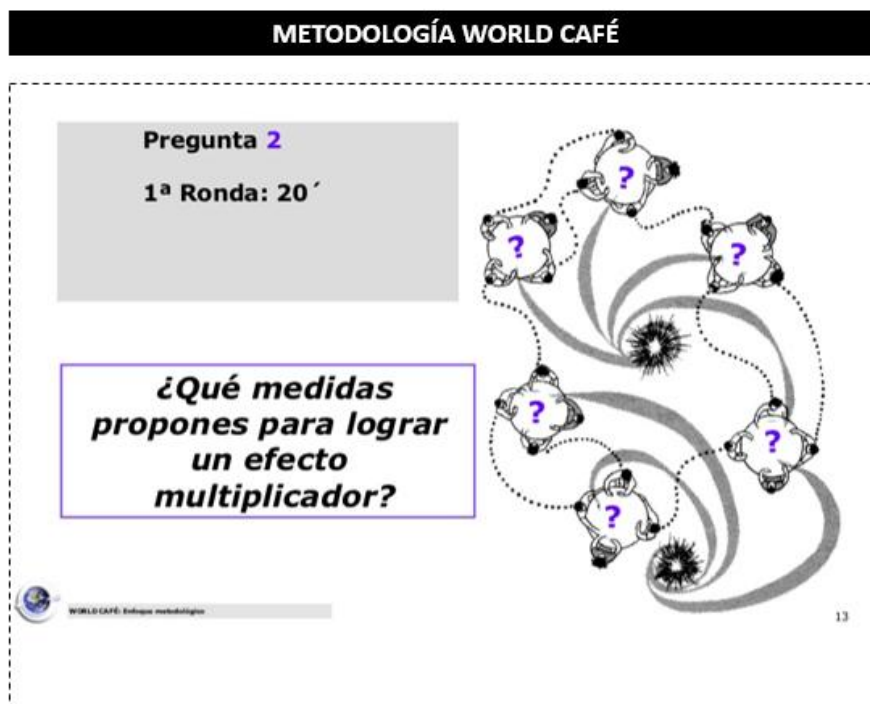 METODOLOGÍA WORLD CAFÉ
Pregunta 2
1ª Ronda: 20´
¿Qué medidas
propones para lograr
un efecto
multiplicador?
?
?
?
?
?
?
WORLD CAFÉ: Enfoque metodológico
13